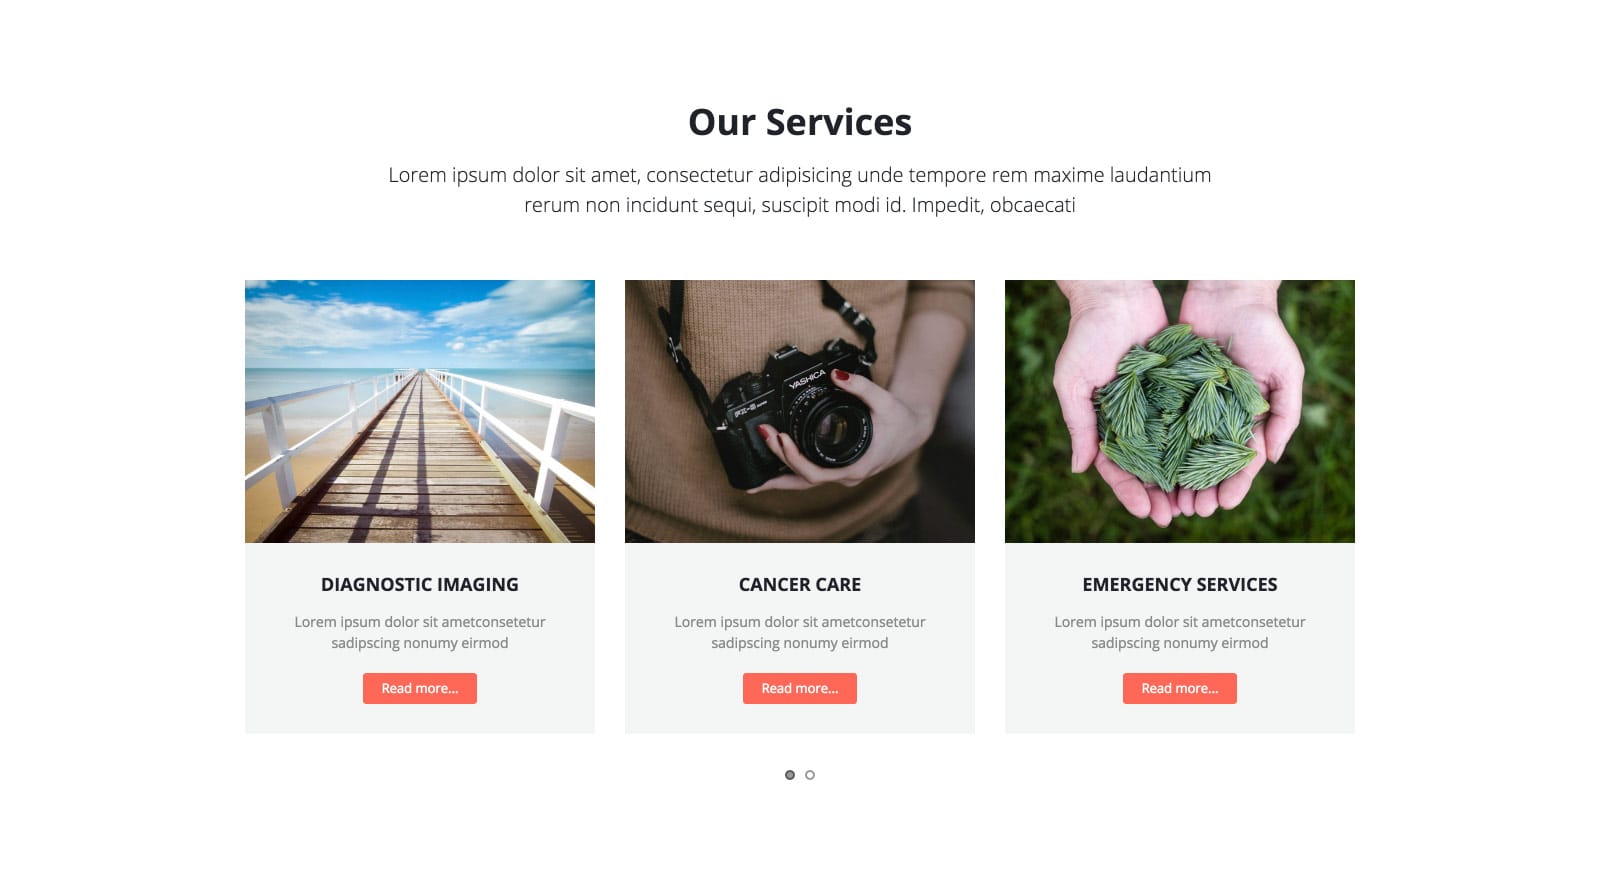 Our Services
Lorem ipsum dolor sit amet, consectetur adipisicing unde tempore rem maxime laudantium
rerum non incidunt sequi, suscipit modi id. Impedit, obcaecati
YASHICA
DIAGNOSTIC IMAGING
Lorem ipsum dolor sit ametconsetetur
sadipscing nonumy eirmod
Read more...
CANCER CARE
Lorem ipsum dolor sit ametconsetetur
sadipscing nonumy eirmod
Read more...
EMERGENCY SERVICES
Lorem ipsum dolor sit ametconsetetur
sadipscing nonumy eirmod
Read more...